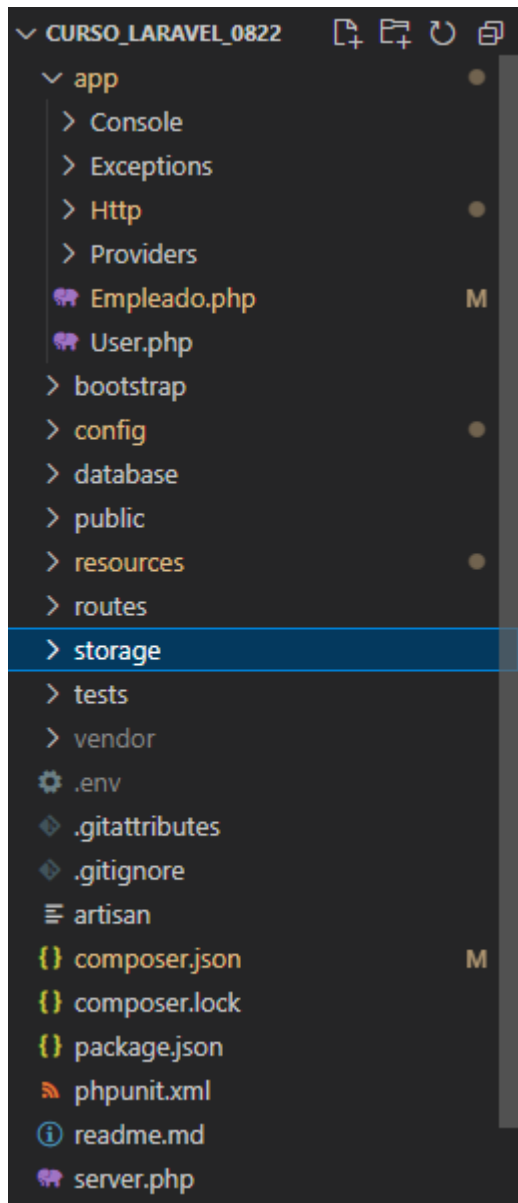 CURSO_LARAVEL_0822
app
Console
Exceptions
Http
Providers
Empleado.php M
User.php
bootstrap
config
database
public
resources
routes
storage
tests
vendor
.env
.gitattributes
.gitignore
artisan
{} composer.json M
{} composer.lock
{} package.json
phpunit.xml
readme.md
server.php